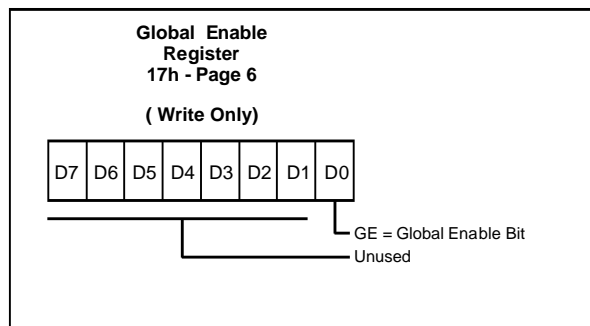 Global Enable
Register
17h - Page 6
( Write Only)
D7 D6 D5 D4 D3 D2 D1 D0
GE = Global Enable Bit
Unused